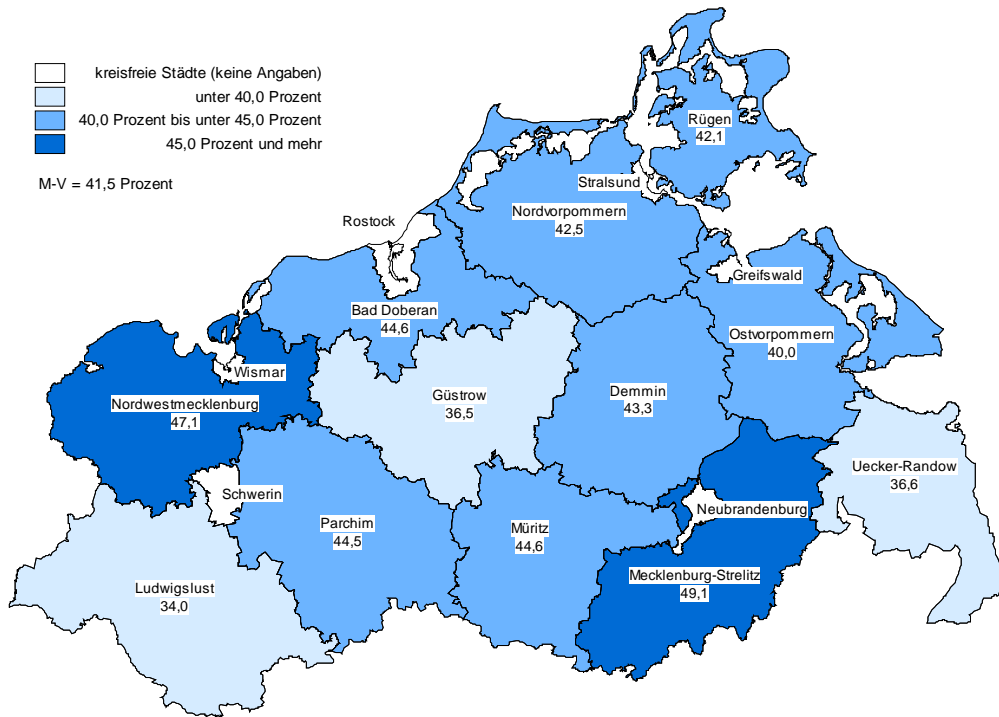 kreisfreie Städte (keine Angaben)
unter 40,0 Prozent
40,0 Prozent bis unter 45,0 Prozent
45,0 Prozent und mehr
M-V = 41,5 Prozent
Rügen
42,1
Stralsund
Nordvorpommern
42,5
Rostock
Greifswald
Bad Doberan
44,6
Ostvorpommern
40,0
Wismar
Nordwestmecklenburg
47,1
Güstrow
36,5
Demmin
43,3
Uecker-Randow
36,6
Schwerin
Neubrandenburg
Parchim
44,5
Müritz
44,6
Mecklenburg-Strelitz
49,1
Ludwigslust
34,0